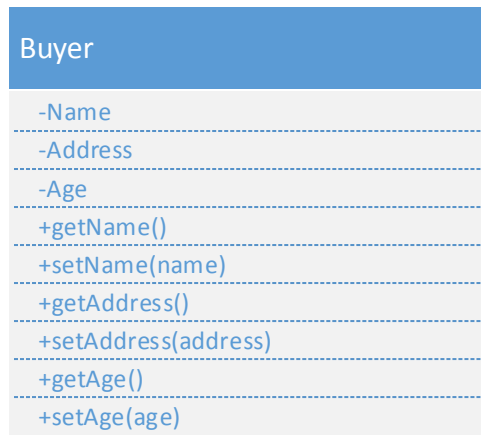 Buyer
-Name
-Address
-Age
+getName()
+setName(name)
+getAddress()
+setAddress(address)
+getAge()
+setAge(age)